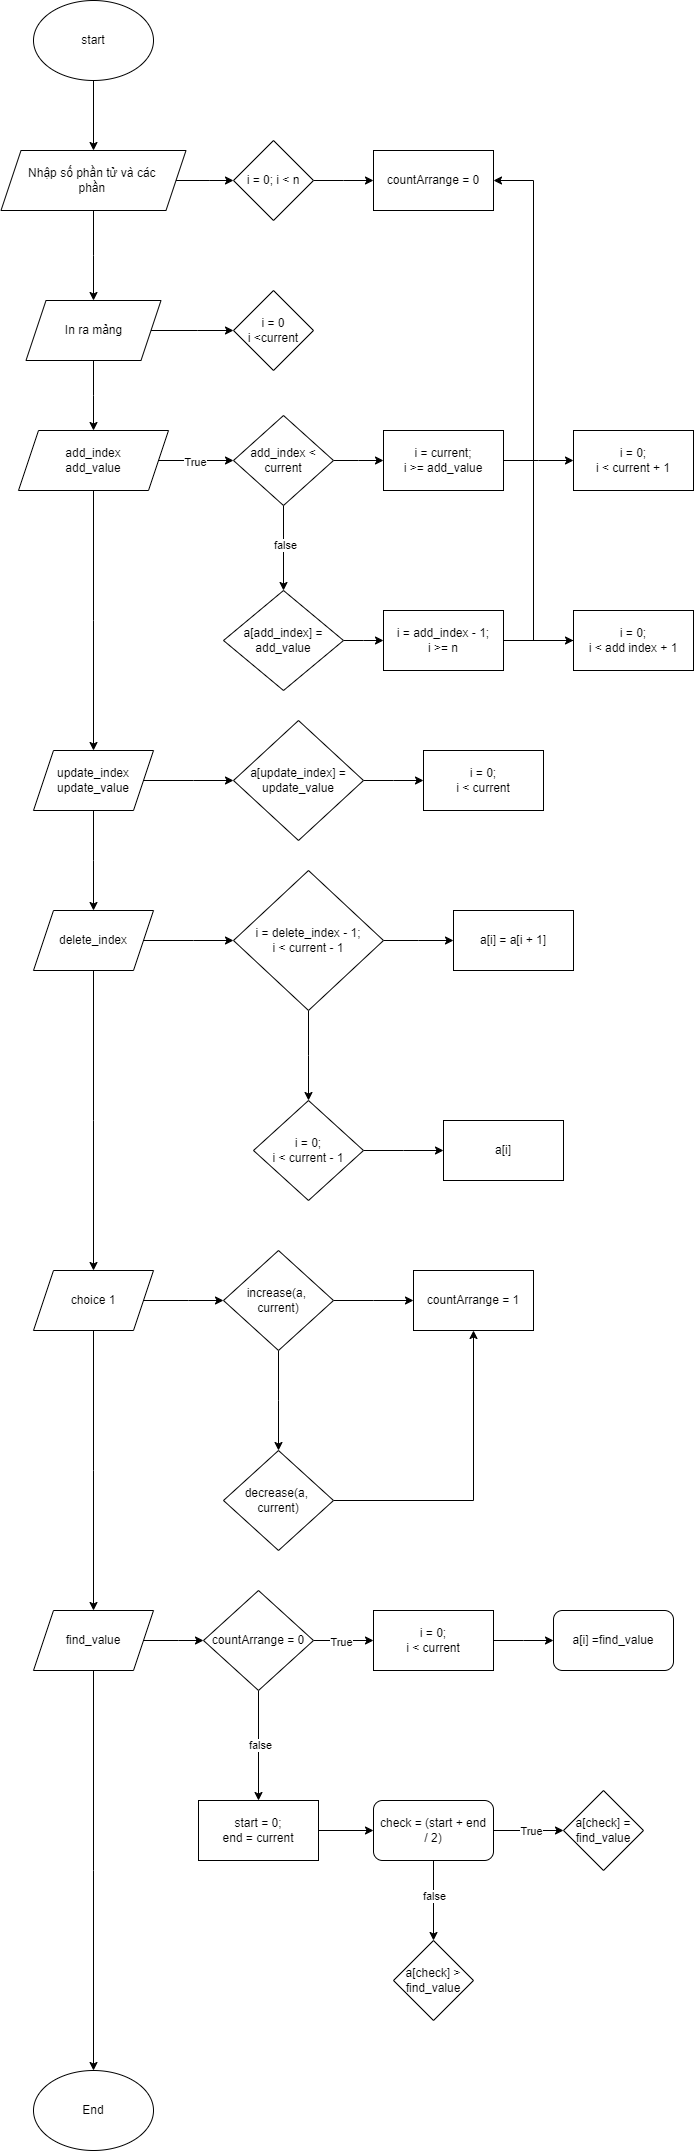 start
Nhập số phần tử và các
phần
i = 0; i < n
countArrange = 0
In ra mảng
i = 0
i <current
add_index
add_value
True
add_index <
current
i = current;
i >= add_value
i = 0;
i < current + 1
false
a[add_index] =
add_value
i = add_index - 1;
i >= n
i = 0;
i < add index + 1
update_index
update_value
a[update_index] =
update_value
i = 0;
i < current
delete_index
i = delete_index - 1;
i < current - 1
a[i] = a[i + 1]
i = 0;
i < current - 1
a[i]
choice 1
increase(a,
current)
countArrange = 1
decrease(a,
current)
find_value
countArrange = 0
True
i = 0;
i < current
a[i] =find_value
false
start = 0;
end = current
check = (start + end
/ 2)
True
a[check] =
find_value
false
a[check] >
find_value
End